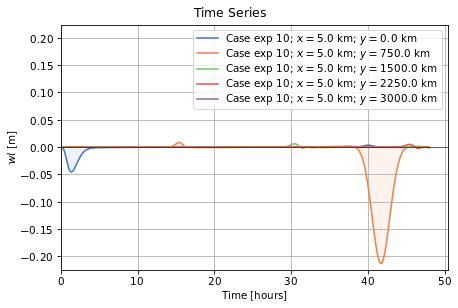 Time Series
Case exp 10; x = 5.0 km; y = 0.0 km
Case exp 10; x = 5.0 km; y = 750.0 km
Case exp 10; x = 5.0 km; y = 1500.0 km
Case exp 10; x = 5.0 km; y = 2250.0 km
Case exp 10; x = 5.0 km; y = 3000.0 km
wl [m]
0.20
0.15
0.10
0.05
0.00
−0.05
−0.10
−0.15
−0.20
0 10 20 30 40 50
Time [hours]